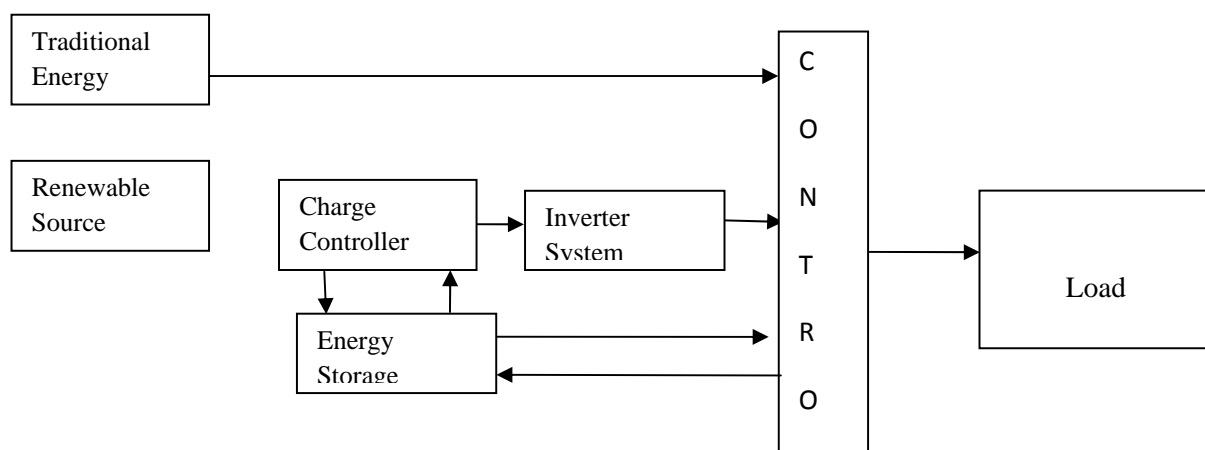 Traditional
Energy
Renewable
Source
Charge
Controller
Inverter
System
Energy
Storage
C
O
N
T
R
O
Load